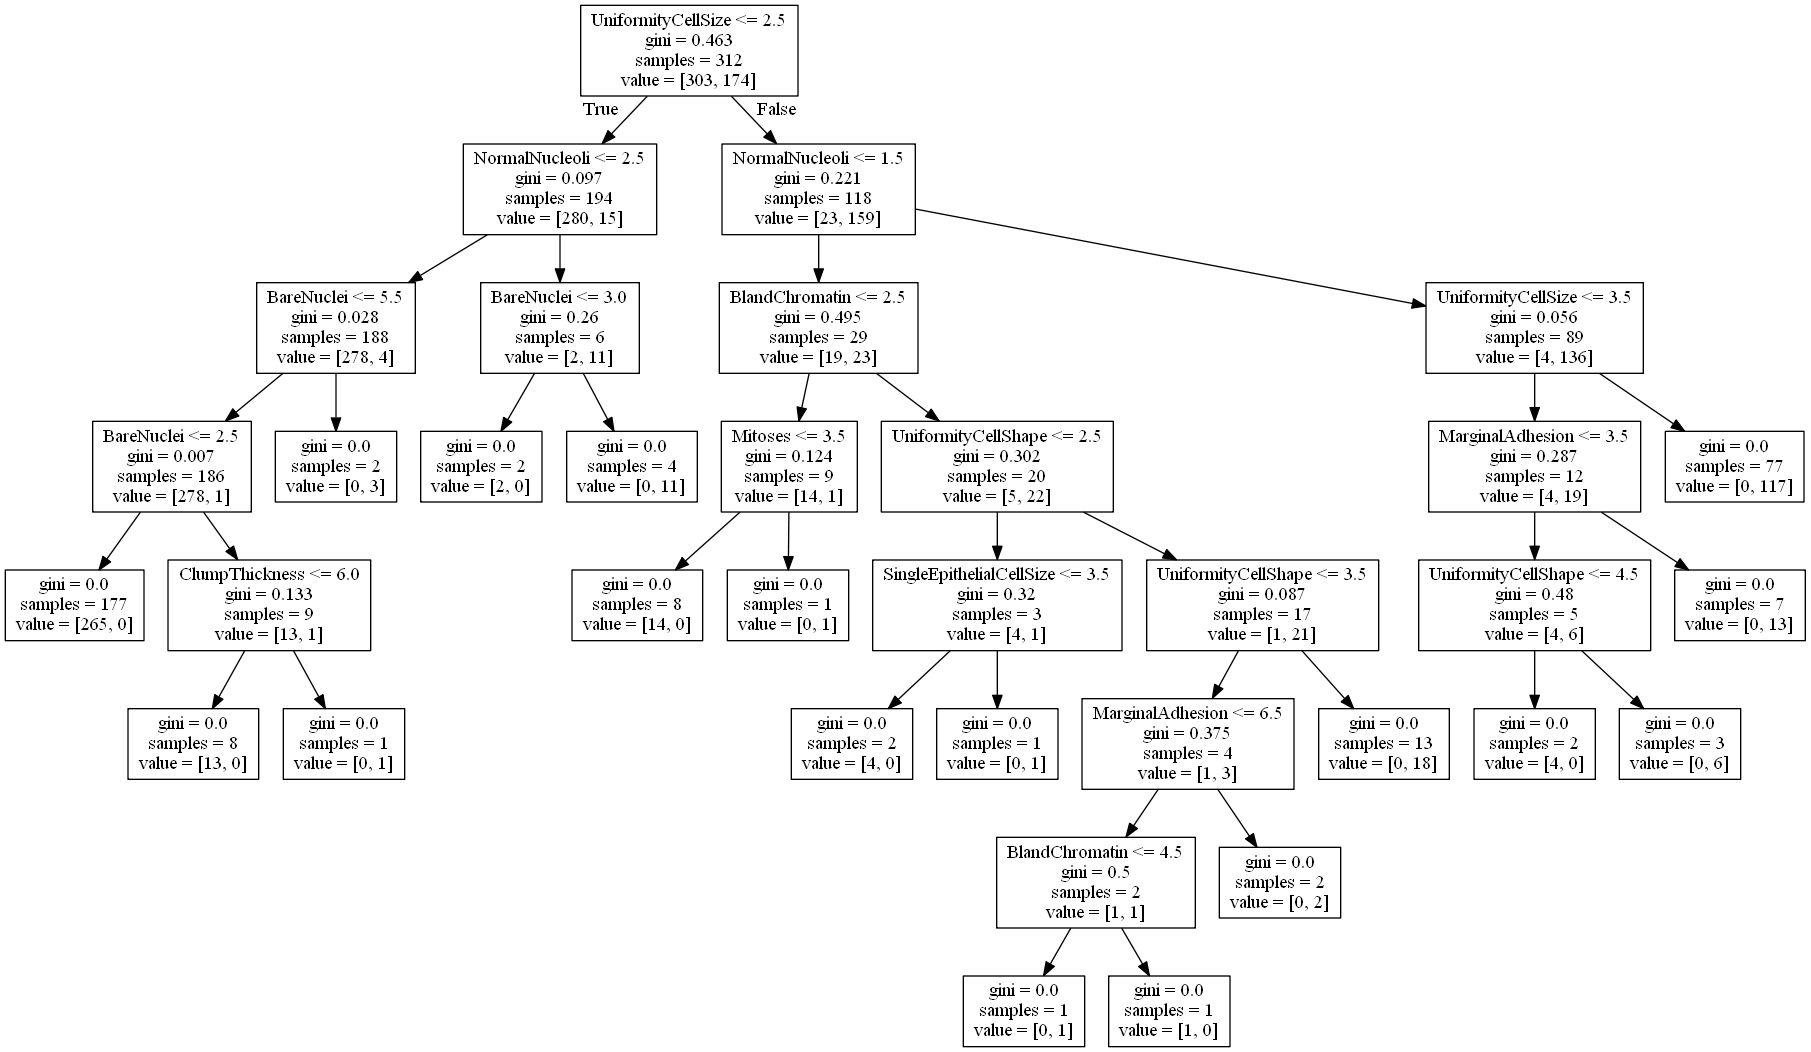 UniformityCellSize <= 2.5
gini = 0.463
samples = 312
value = [303, 174]
True
False
NormalNucleoli <= 2.5
gini = 0.097
samples = 194
value = [280, 15]
NormalNucleoli <= 1.5
gini = 0.221
samples = 118
value = [23, 159]
BareNuclei <= 5.5
gini = 0.028
samples = 188
value = [278, 4]
BareNuclei <= 3.0
gini = 0.26
samples = 6
value = [2, 11]
BlandChromatin <= 2.5
gini = 0.495
samples = 29
value = [19, 23]
UniformityCellSize <= 3.5
gini = 0.056
samples = 89
value = [4, 136]
BareNuclei <= 2.5
gini = 0.007
samples = 186
value = [278, 1]
gini = 0.0
samples = 2
value = [0, 3]
gini = 0.0
samples = 2
value = [2, 0]
gini = 0.0
samples = 4
value = [0, 11]
Mitoses <= 3.5
gini = 0.124
samples = 9
value = [14, 1]
UniformityCellShape <= 2.5
gini = 0.302
samples = 20
value = [5, 22]
MarginalAdhesion <= 3.5
gini = 0.287
samples = 12
value = [4, 19]
gini = 0.0
samples = 77
value = [0, 117]
gini = 0.0
samples = 177
value = [265, 0]
ClumpThickness <= 6.0
gini = 0.133
samples = 9
value = [13, 1]
gini = 0.0
samples = 8
value = [14, 0]
gini = 0.0
samples = 1
value = [0, 1]
SingleEpithelialCellSize <= 3.5
gini = 0.32
samples = 3
value = [4, 1]
UniformityCellShape <= 3.5
gini = 0.087
samples = 17
value = [1, 21]
UniformityCellShape <= 4.5
gini = 0.48
samples = 5
value = [4, 6]
gini = 0.0
samples = 7
value = [0, 13]
gini = 0.0
samples = 8
value = [13, 0]
gini = 0.0
samples = 1
value = [0, 1]
gini = 0.0
samples = 2
value = [4, 0]
gini = 0.0
samples = 1
value = [0, 1]
MarginalAdhesion <= 6.5
gini = 0.375
samples = 4
value = [1, 3]
gini = 0.0
samples = 13
value = [0, 18]
gini = 0.0
samples = 2
value = [4, 0]
gini = 0.0
samples = 3
value = [0, 6]
BlandChromatin <= 4.5
gini = 0.5
samples = 2
value = [1, 1]
gini = 0.0
samples = 2
value = [0, 2]
gini = 0.0
samples = 1
value = [0, 1]
gini = 0.0
samples = 1
value = [1, 0]